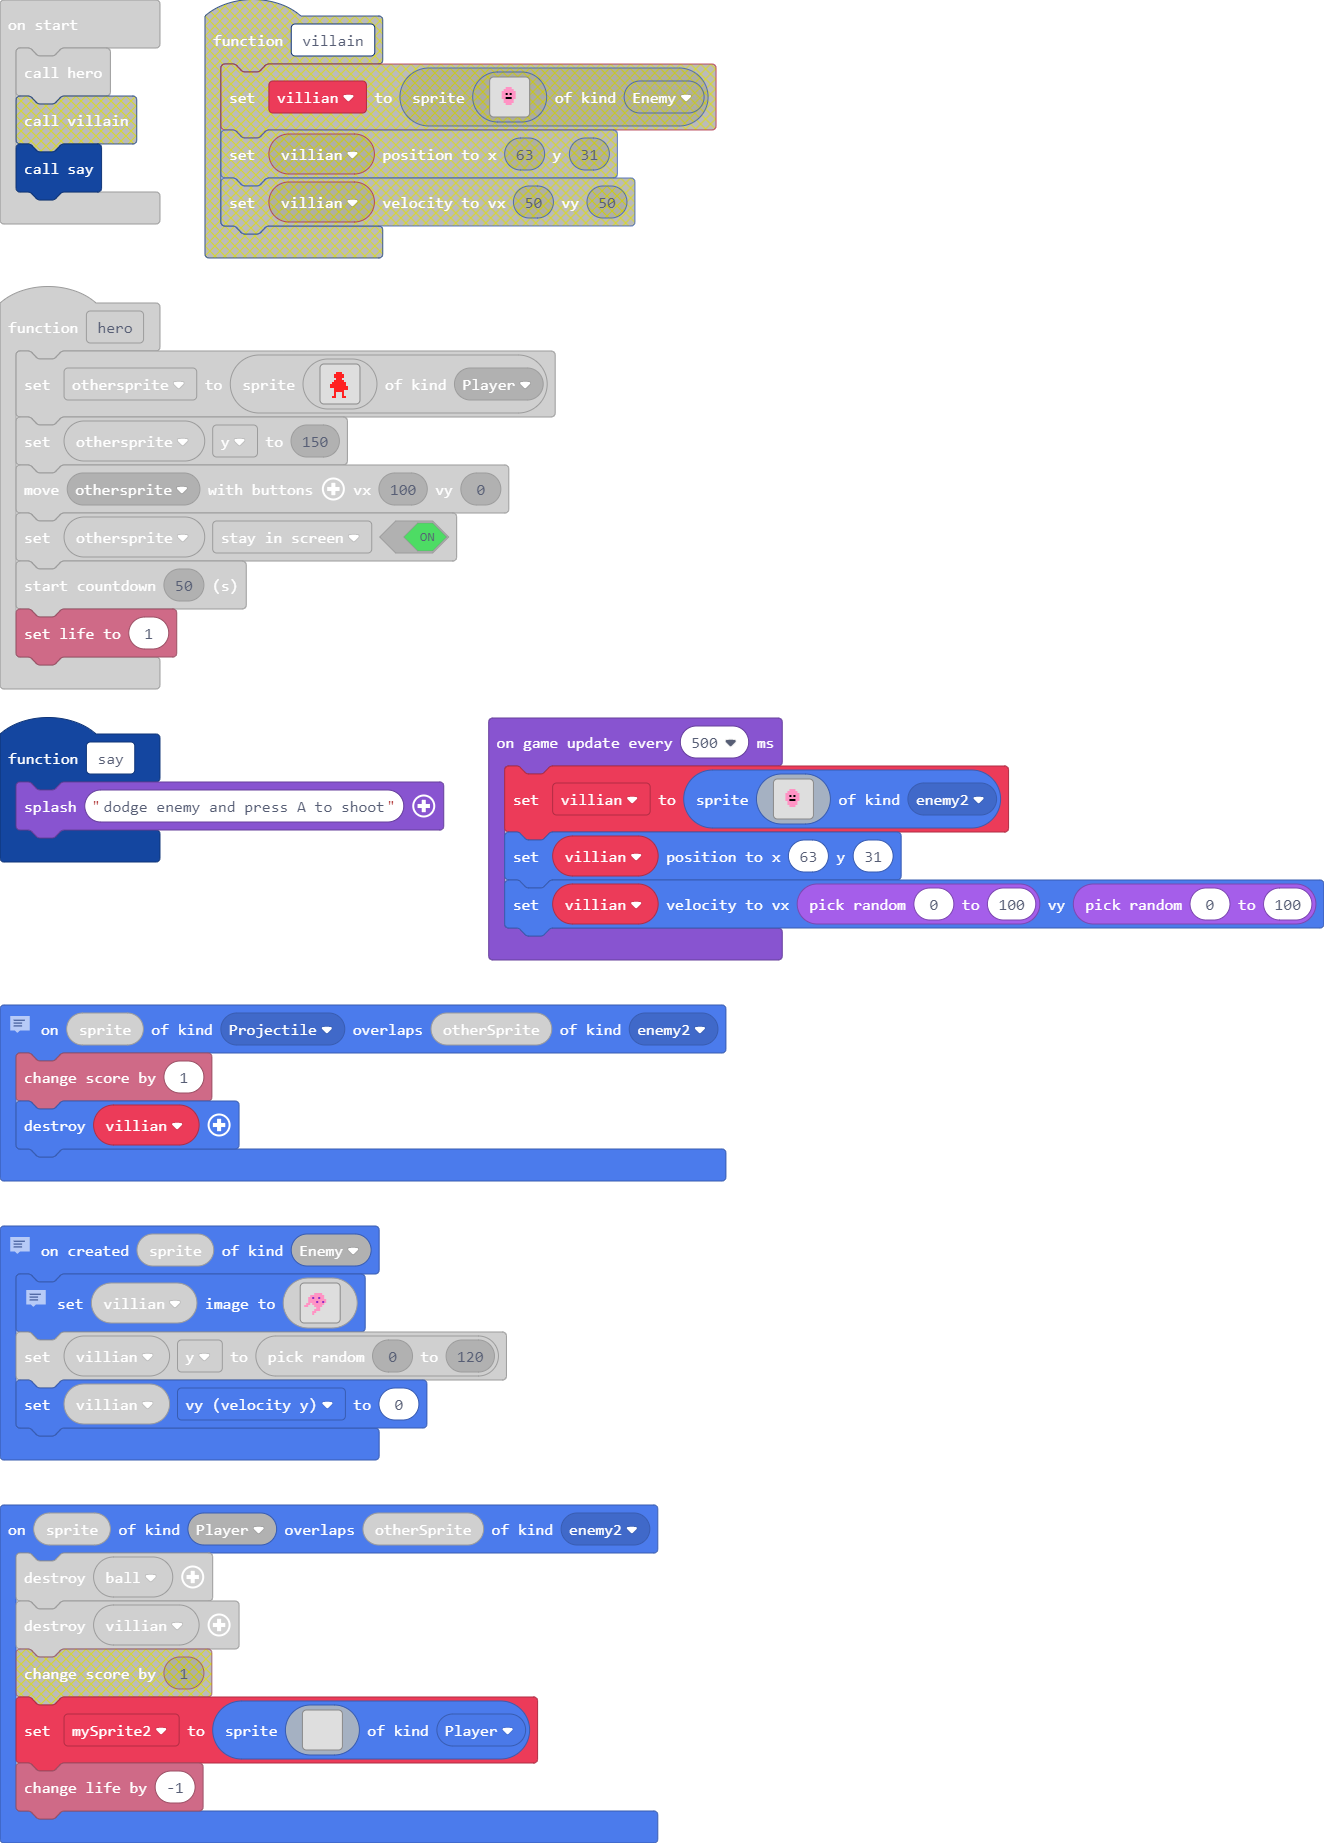 on start
call hero
call villain
call say
function villain
set villian to sprite of kind Enemy
set villian position to x 63 y 31
set villian velocity to vx 50 vy 50
function hero
set othersprite to sprite of kind Player
set othersprite y to 150
move othersprite with buttons vx 100 vy 0
set othersprite stay in screen ON
start countdown 50 (s)
set life to 1
function say
splash "dodge enemy and press A to shoot"
on game update every 500 ms
set villian to sprite of kind enemy2
set villian position to x 63 y 31
set villian velocity to vx pick random 0 to 100 vy pick random 0 to 100
on sprite of kind Projectile overlaps otherSprite of kind enemy2
change score by 1
destroy villian
on created sprite of kind Enemy
set villian image to
set villian y to pick random 0 to 120
set villian vy (velocity y) to 0
on sprite of kind Player overlaps otherSprite of kind enemy2
destroy ball
destroy villian
change score by 1
set mySprite2 to sprite of kind Player
change life by -1